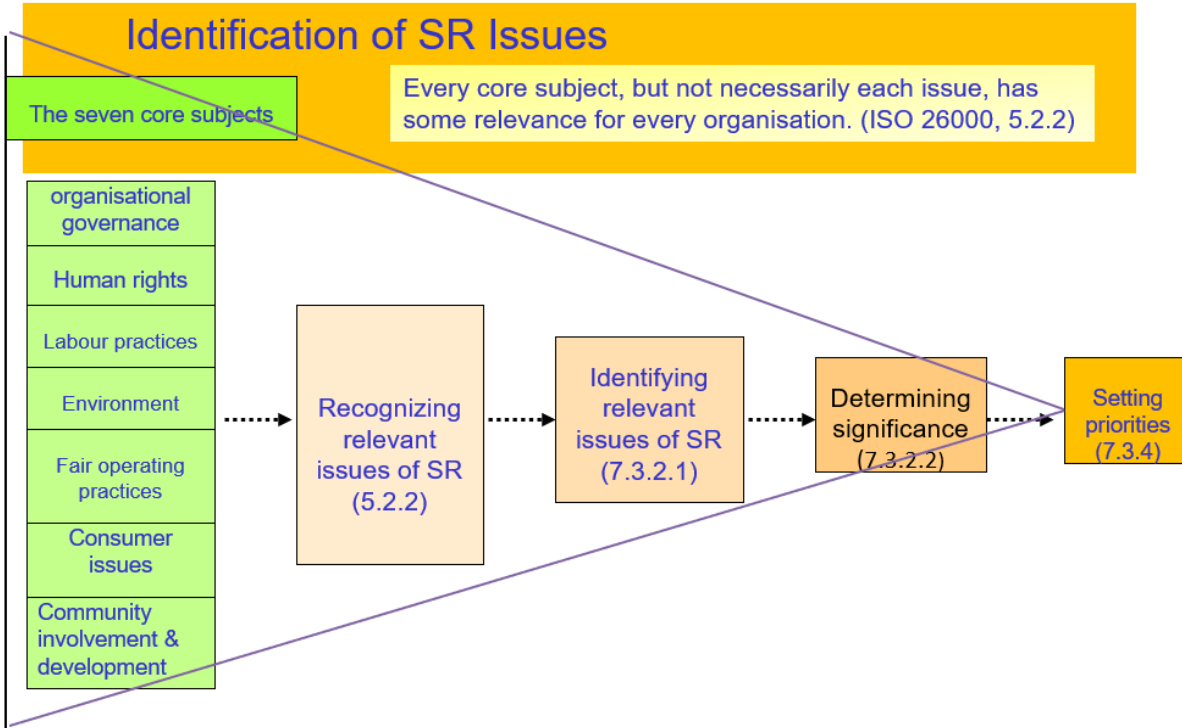 Identification of SR Issues
The seven core subjects
Every core subject, but not necessarily each issue, has
some relevance for every organisation. (ISO 26000, 5.2.2)
organisational
governance
Human rights
Labour practices
Environment
Fair operating
practices
Consumer
issues
Community
involvement &
development
Recognizing
relevant
issues of SR
(5.2.2)
Identifying
relevant
issues of SR
(7.3.2.1)
Determining
significance
(7.3.2.2)
Setting
priorities
(7.3.4)